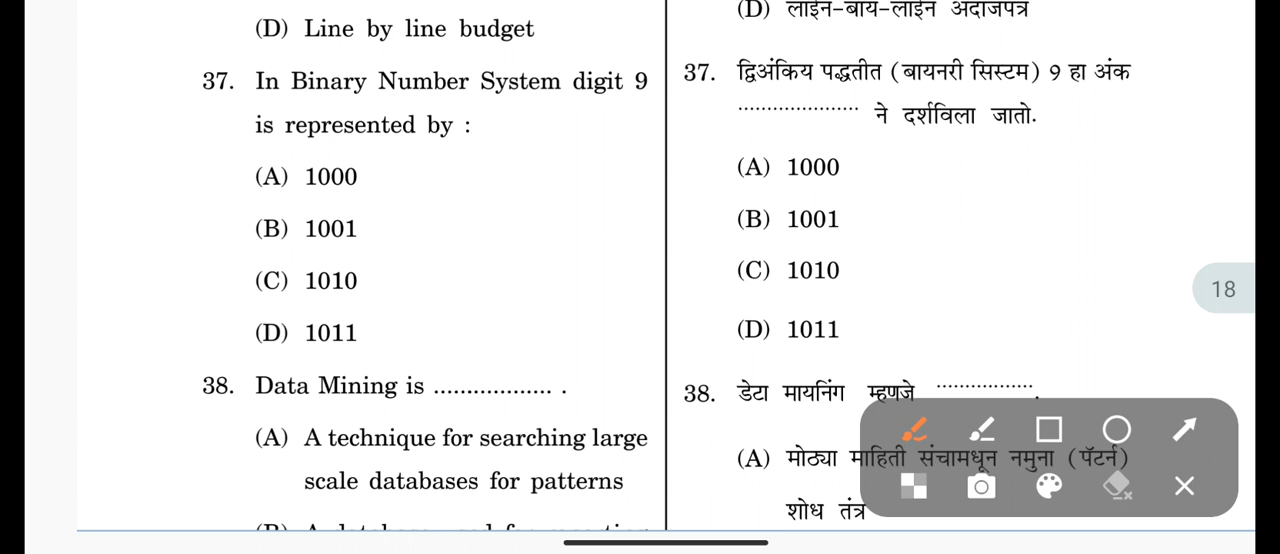 (D) Line by line budget
37. In Binary Number System digit 9
is represented by :
(A) 1000
(B) 1001
(C) 1010
(D) 1011
38. Data Mining is .................. .
(A) A technique for searching large
scale databases for patterns
(D) लाईन-बाय-लाईन अंदाजपत्र
37. द्विअंकिय पद्धतीत (बायनरी सिस्टम) 9 हा अंक
..................... ने दर्शविला जातो.
(A) 1000
(B) 1001
(C) 1010
(D) 1011
38. डेटा मायनिंग म्हणजे ................. .
(A) मोठ्या माहिती संचामधून नमुना (पॅटर्न)
शोध तंत्र
18